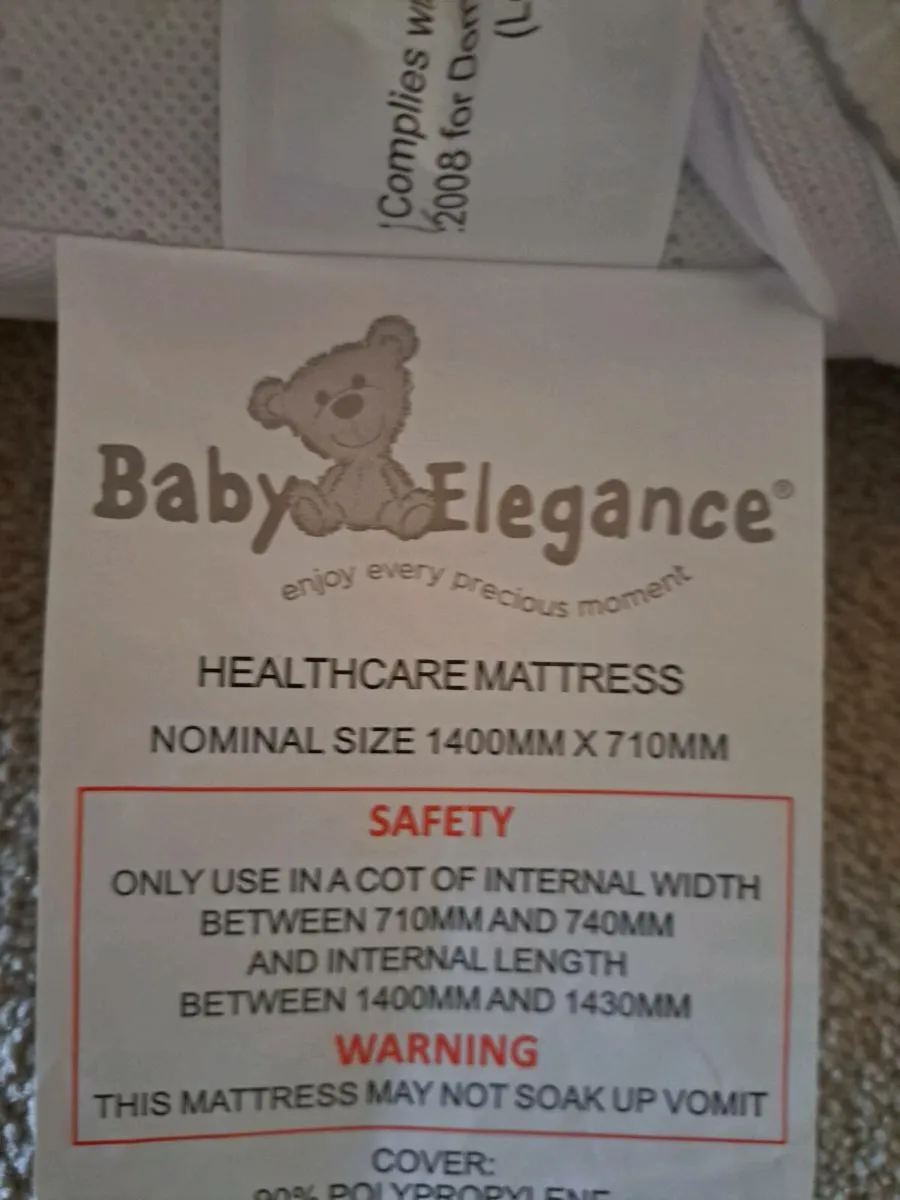 Complies
2008 for
Baby Elegance®
enjoy every precious moment
HEALTHCARE MATTRESS
NOMINAL SIZE 1400MM X 710MM
SAFETY
ONLY USE IN A COT OF INTERNAL WIDTH
BETWEEN 710MM AND 740MM
AND INTERNAL LENGTH
BETWEEN 1400MM AND 1430MM
WARNING
THIS MATTRESS MAY NOT SOAK UP VOMIT
COVER:
90% POLYPROPYLENE